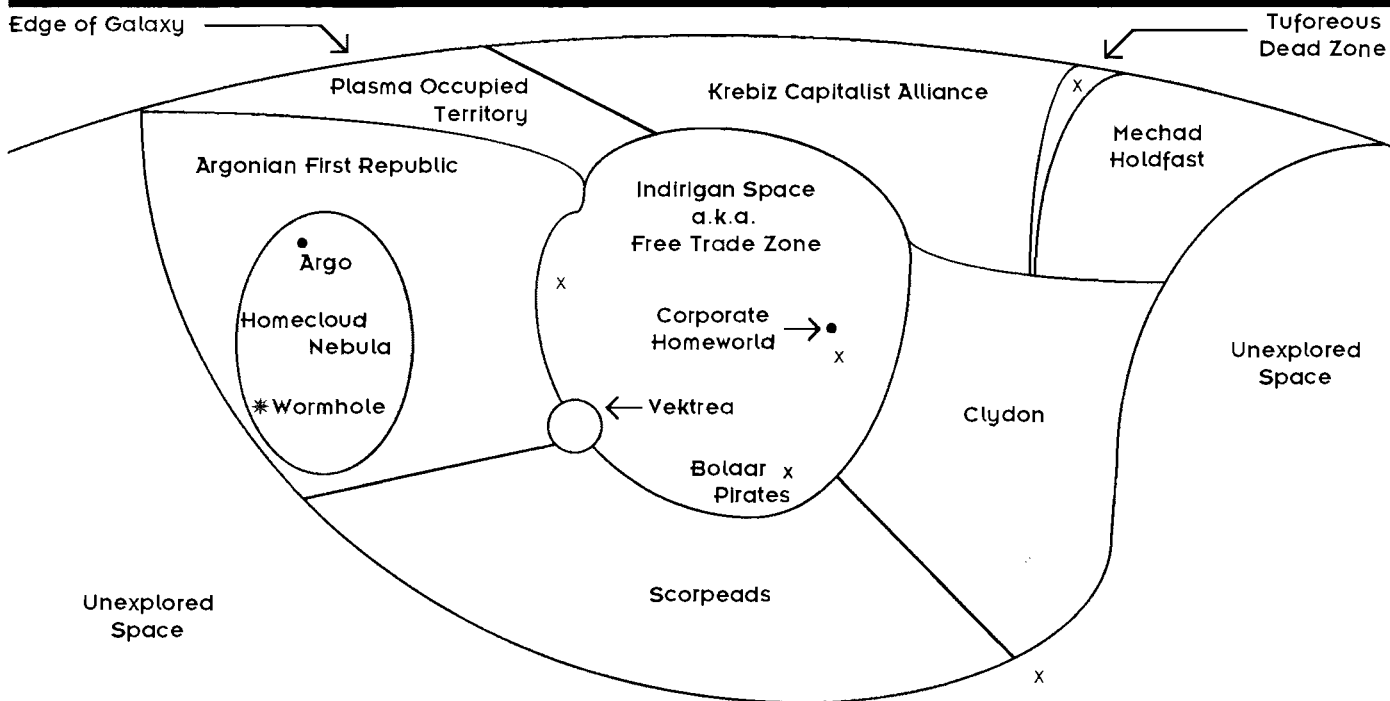 Edge of Galaxy
Tuforeous
Dead Zone
Plasma Occupied
Territory
Krebiz Capitalist Alliance
x
Mechad
Holdfast
Argonian First Republic
Indirigan Space
a.k.a.
Free Trade Zone
Argo
x
Homecloud
Nebula
Corporate
Homeworld
x
Unexplored
Space
Wormhole
Vektrea
Clydon
Bolaar x
Pirates
Scorpeads
Unexplored
Space
x